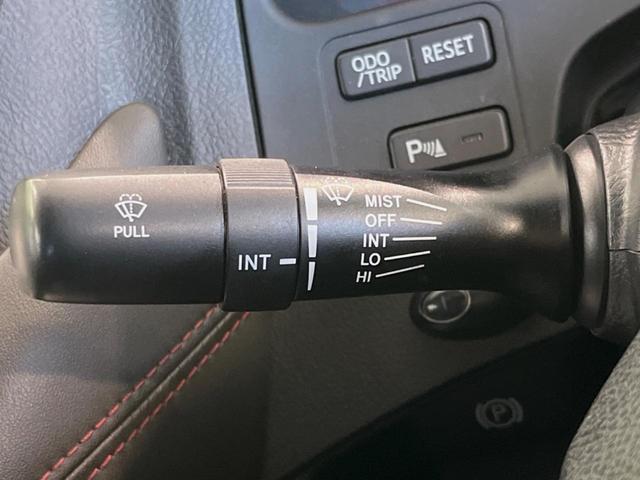 ODO
/TRIP
RESET
P
PULL
INT
MIST
OFF
INT
LO
HI
P